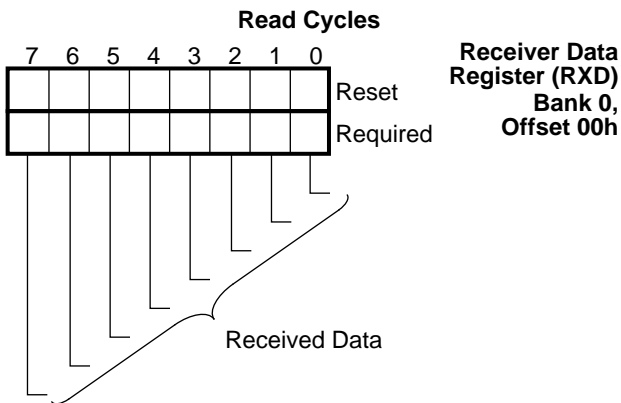 Read Cycles
7 6 5 4 3 2 1 0
Reset
Required
Receiver Data
Register (RXD)
Bank 0,
Offset 00h
Received Data